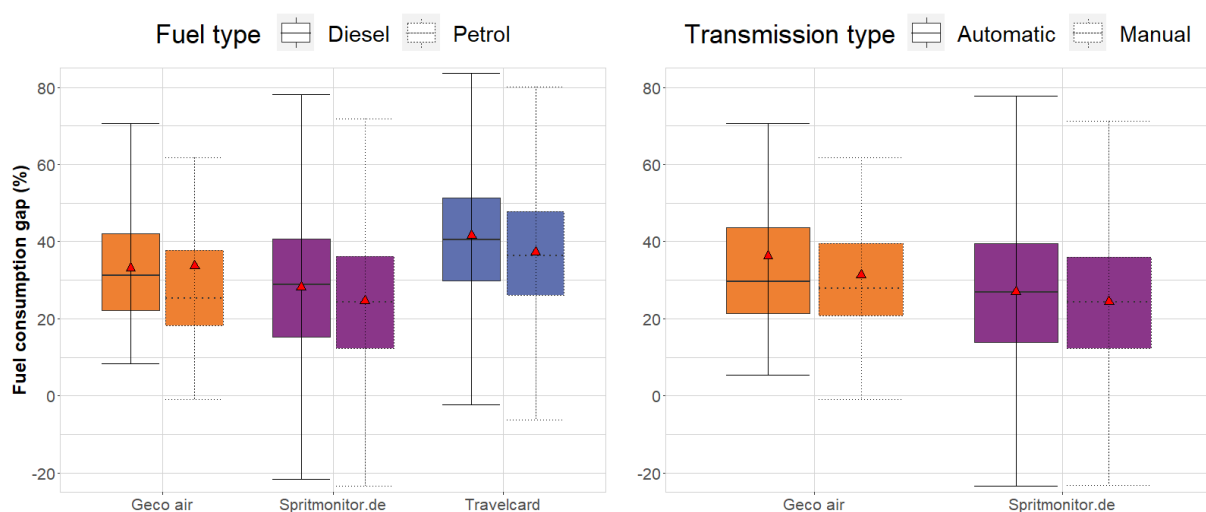 Fuel type Diesel Petrol
Transmission type Automatic Manual
Fuel consumption gap (%)
80
60
40
20
0
-20
Geco air Spritmonitor.de Travelcard
80
60
40
20
0
-20
Geco air Spritmonitor.de